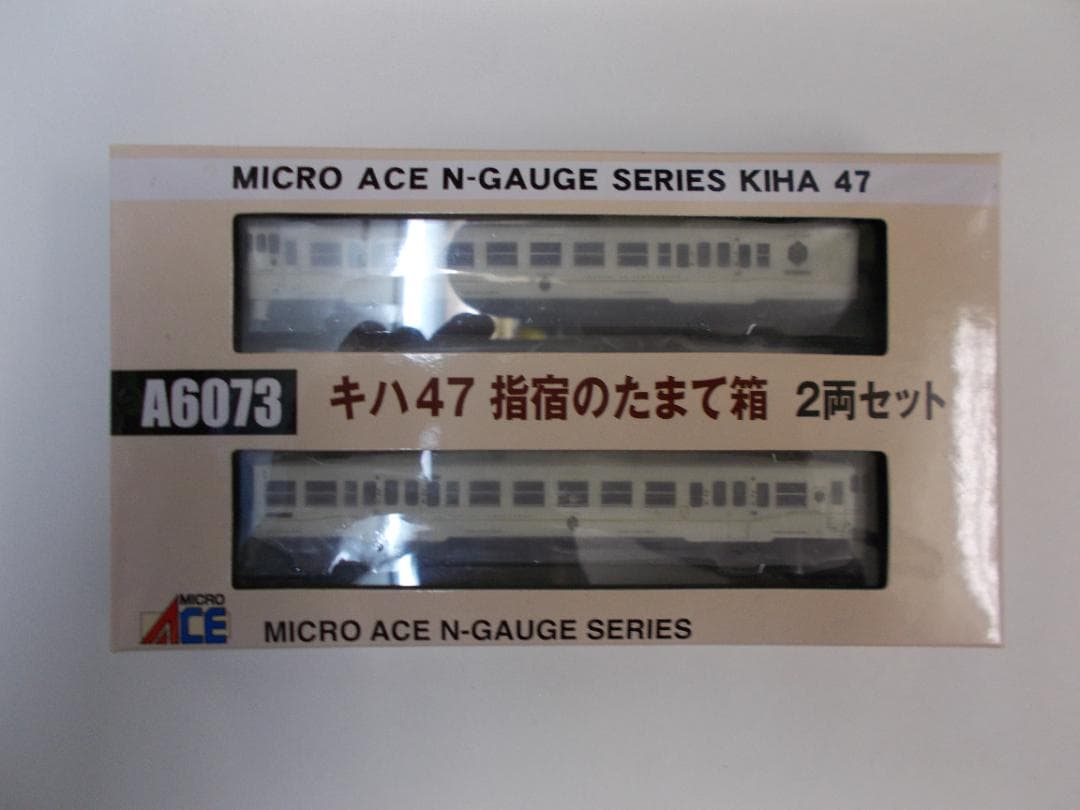 MICRO ACE N-GAUGE SERIES KIHA 47
A6073 キハ47 指宿のたまて箱 2両セット
MICRO ACE
MICRO ACE N-GAUGE SERIES